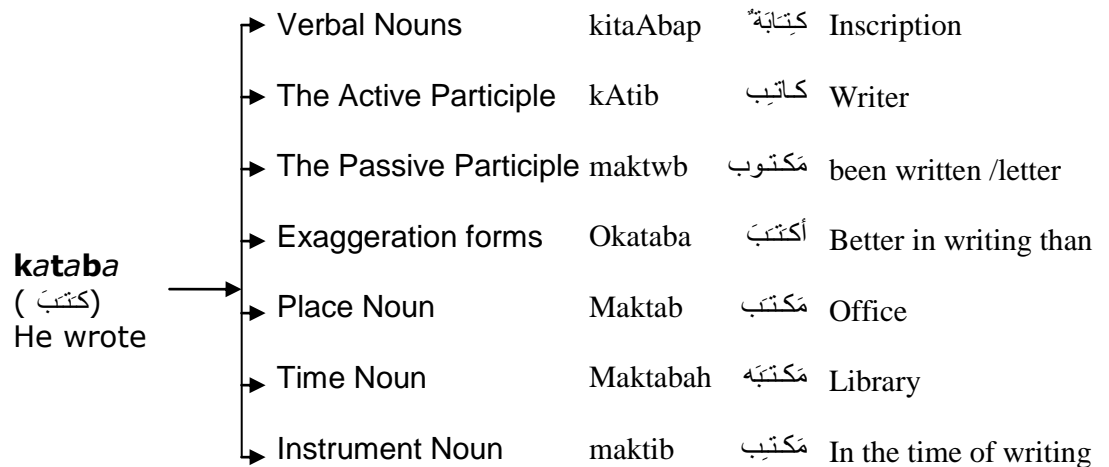 Verbal Nouns kitaAbap كِتَابَةٌ Inscription
The Active Participle kAtib كَاتِب Writer
The Passive Participle maktwb مَكتوب been written /letter
Exaggeration forms Okataba أكتَبَ Better in writing than
kataba
(كَتَبَ )
He wrote
Place Noun Maktab مَكتَب Office
Time Noun Maktabah مَكتَبَه Library
Instrument Noun maktib مَكتِب In the time of writing